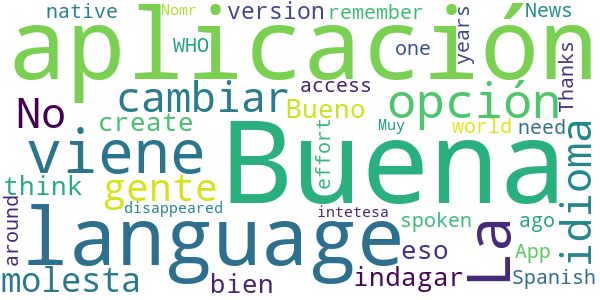 native Nomr version remember News
aplicación
WHO one years Thanks
No cambiar access Bueno opción
create effort Muy world need
viene Buena
think gente disappeared idioma
around language intetesa spoken ago La
eso App
molesta bien indagar Spanish